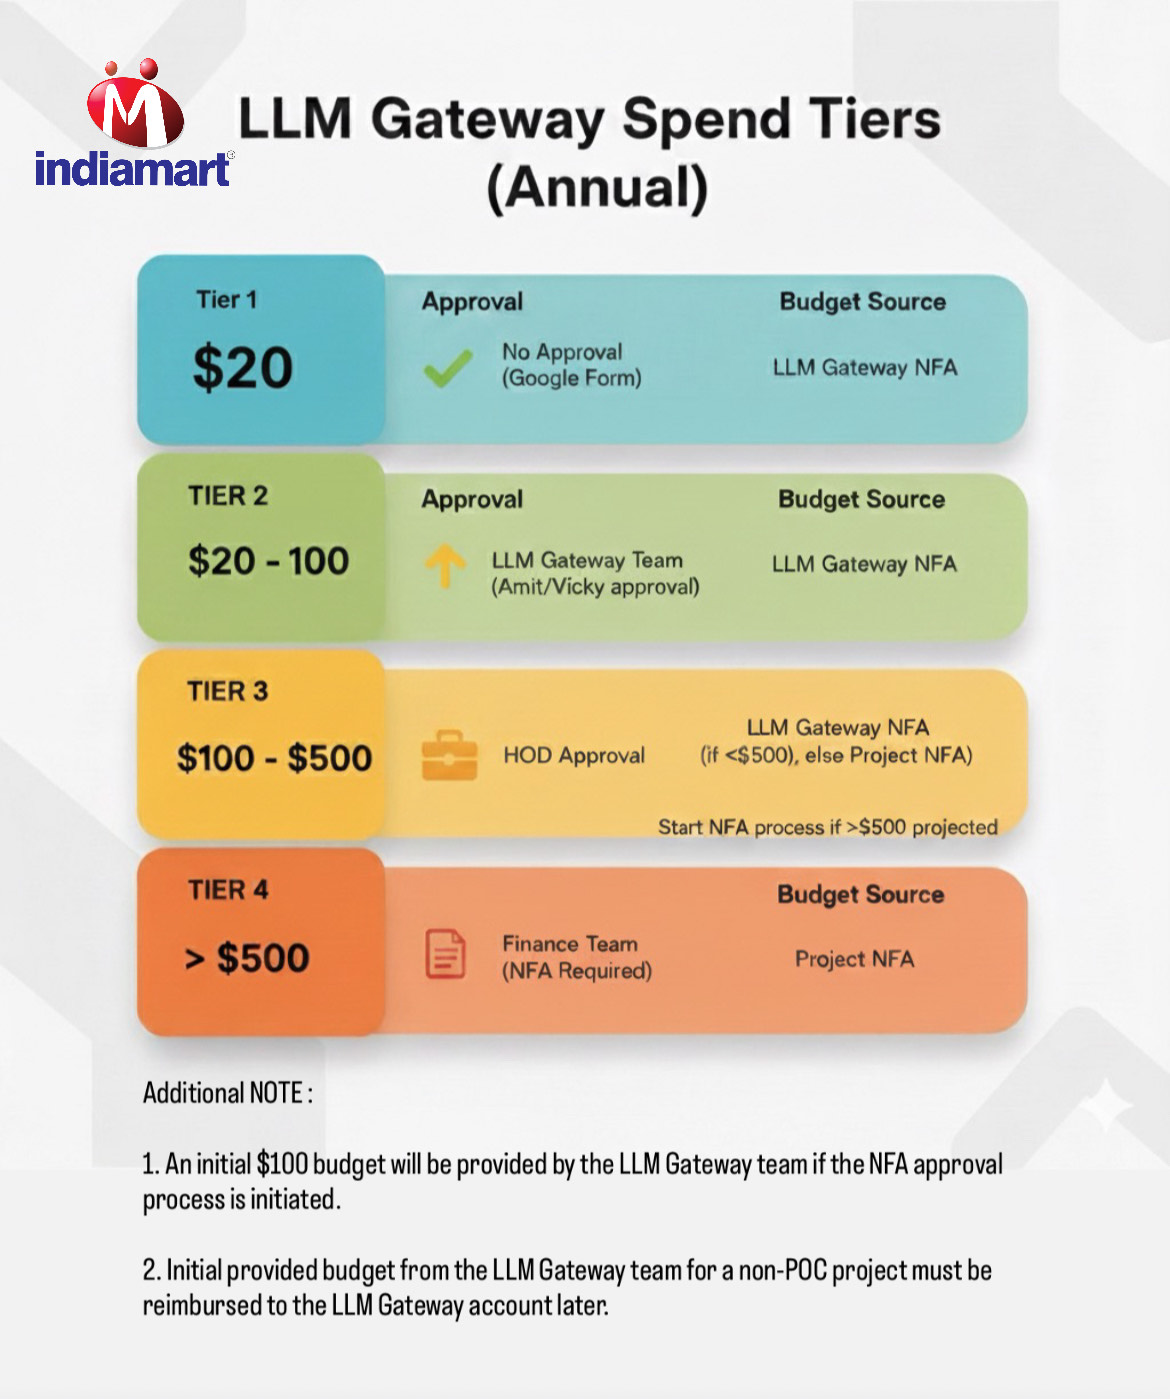 indiamart
LLM Gateway Spend Tiers
(Annual)
Tier 1
$20
Approval
No Approval
(Google Form)
Budget Source
LLM Gateway NFA
TIER 2
$20 - 100
Approval
LLM Gateway Team
(Amit/Vicky approval)
Budget Source
LLM Gateway NFA
TIER 3
$100 - $500
HOD Approval
LLM Gateway NFA
(if <$500), else Project NFA)
Start NFA process if >$500 projected
TIER 4
> $500
Finance Team
(NFA Required)
Budget Source
Project NFA
Additional NOTE :
1. An initial $100 budget will be provided by the LLM Gateway team if the NFA approval
process is initiated.
2. Initial provided budget from the LLM Gateway team for a non-POC project must be
reimbursed to the LLM Gateway account later.